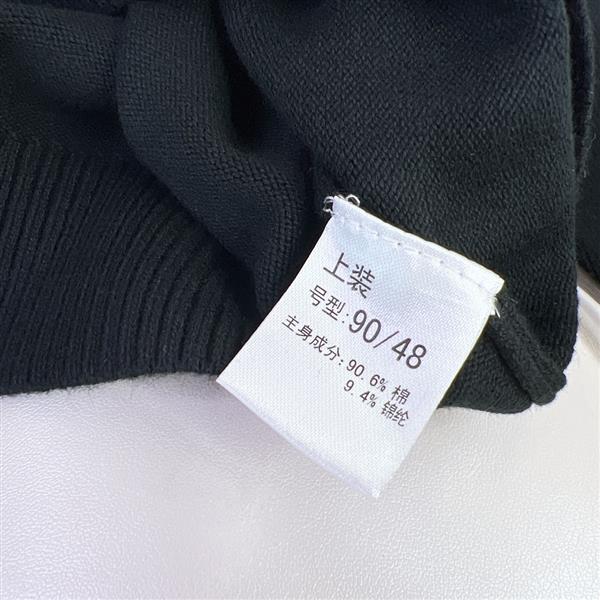 上装
号型:90/48
主身成分:90.6% 棉
9.4% 锦纶